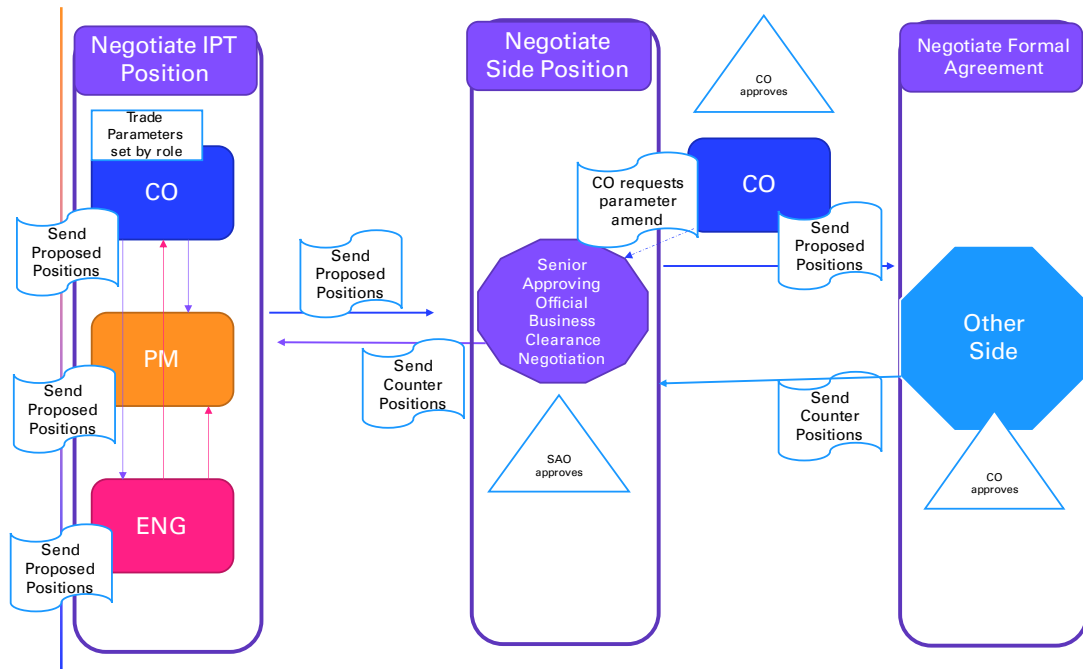 Negotiate IPT
Position
Trade
Parameters
set by role
CO
Send
Proposed
Positions
PM
Send
Proposed
Positions
ENG
Send
Proposed
Positions
Send
Proposed
Positions
Send
Counter
Positions
Negotiate
Side Position
Senior
Approving
Official
Business
Clearance
Negotiation
SAO
approves
CO
approves
CO requests
parameter
amend
CO
Send
Proposed
Positions
Send
Counter
Positions
Negotiate Formal
Agreement
Other
Side
CO
approves